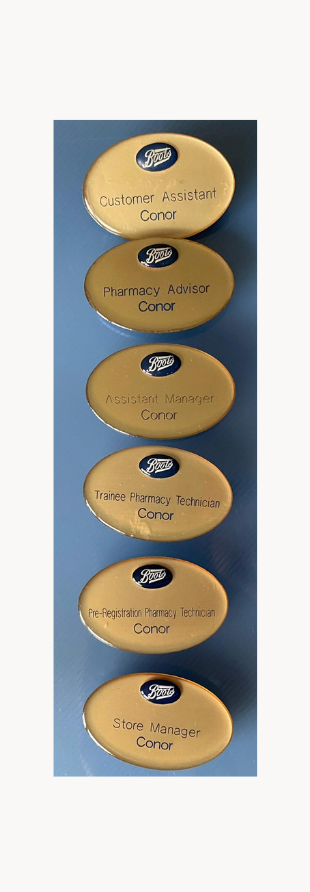 Boots
Customer Assistant
Conor
Boots
Pharmacy Advisor
Conor
Boots
Assistant Manager
Conor
Boots
Trainee Pharmacy Technician
Conor
Boots
Pre-Registration Pharmacy Technician
Conor
Boots
Store Manager
Conor